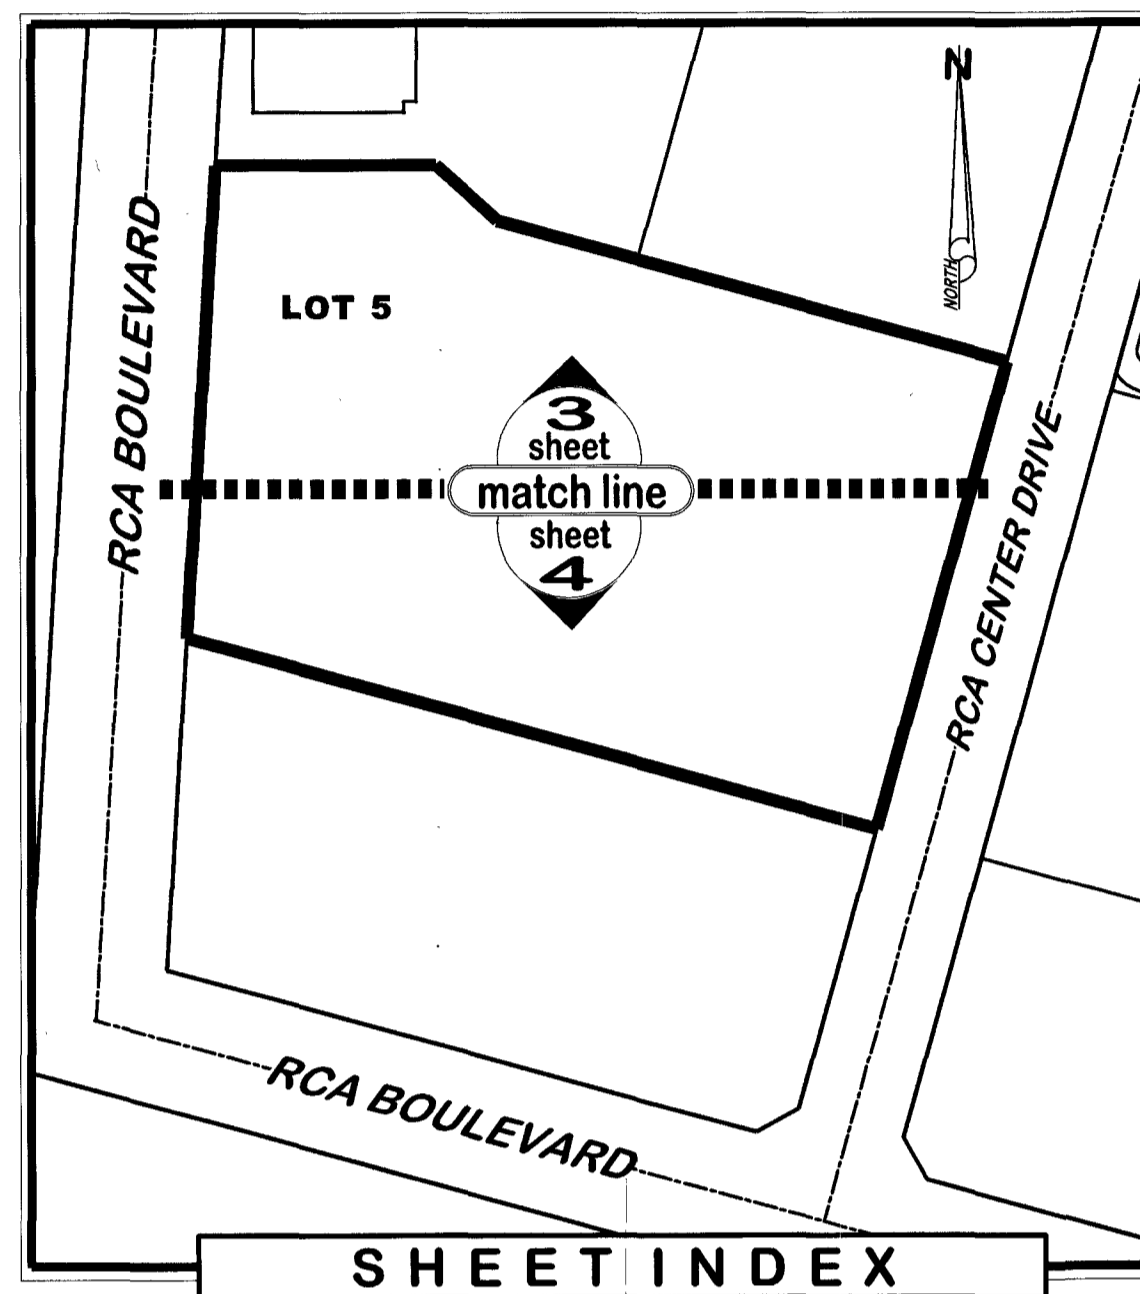 N
NORTH
RCA BOULEVARD
LOT 5
3
sheet
match line
sheet
4
RCA CENTER DRIVE
RCA BOULEVARD
SHEET INDEX